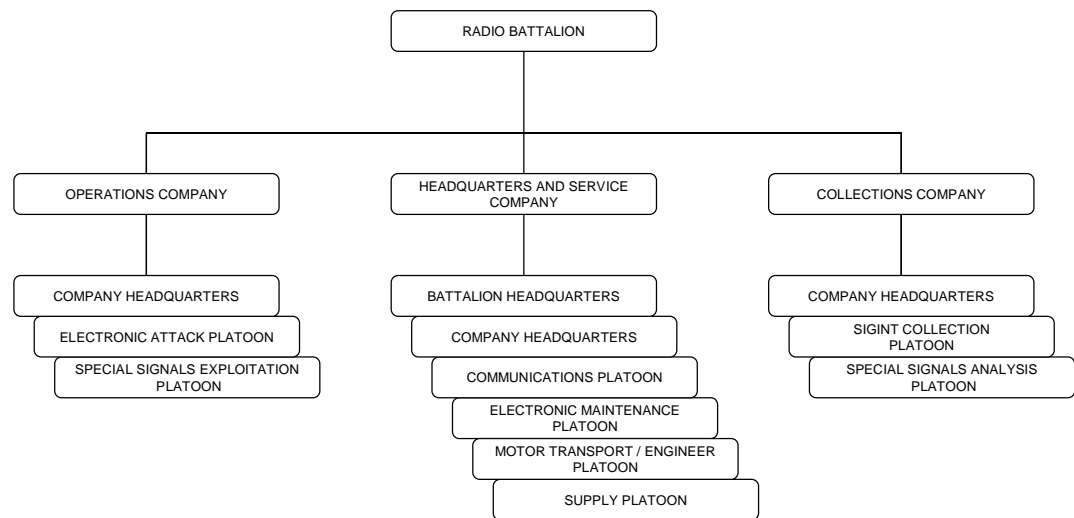 RADIO BATTALION
OPERATIONS COMPANY
HEADQUARTERS AND SERVICE
COMPANY
COLLECTIONS COMPANY
COMPANY HEADQUARTERS
ELECTRONIC ATTACK PLATOON
SPECIAL SIGNALS EXPLOITATION
PLATOON
BATTALION HEADQUARTERS
COMPANY HEADQUARTERS
COMMUNICATIONS PLATOON
ELECTRONIC MAINTENANCE
PLATOON
MOTOR TRANSPORT / ENGINEER
PLATOON
SUPPLY PLATOON
COMPANY HEADQUARTERS
SIGINT COLLECTION
PLATOON
SPECIAL SIGNALS ANALYSIS
PLATOON